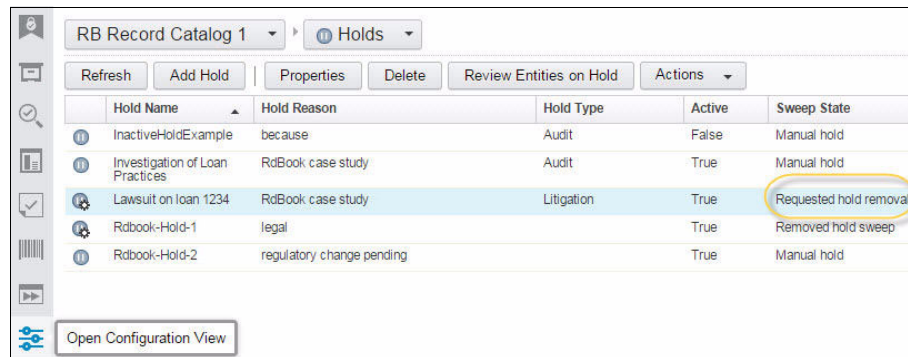 RB Record Catalog 1 Holds
Refresh Add Hold Properties Delete Review Entities on Hold Actions
Hold Name Hold Reason Hold Type Active Sweep State
InactiveHoldExample because Audit False Manual hold
Investigation of Loan Practices RdBook case study Audit True Manual hold
Lawsuit on loan 1234 RdBook case study Litigation True Requested hold removal
Rdbook-Hold-1 legal True Removed hold sweep
Rdbook-Hold-2 regulatory change pending True Manual hold
Open Configuration View